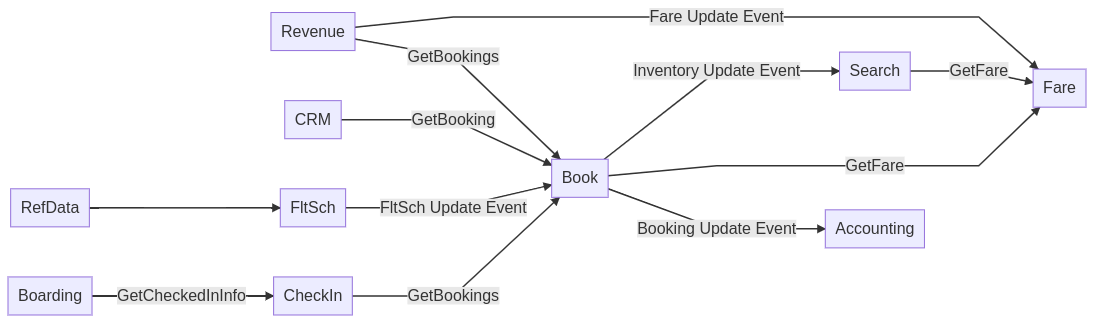 Revenue
Fare Update Event
GetBookings
Inventory Update Event
Search
GetFare
Fare
CRM
GetBooking
Book
GetFare
RefData
FltSch
FltSch Update Event
Booking Update Event
Accounting
Boarding
GetCheckedInInfo
CheckIn
GetBookings